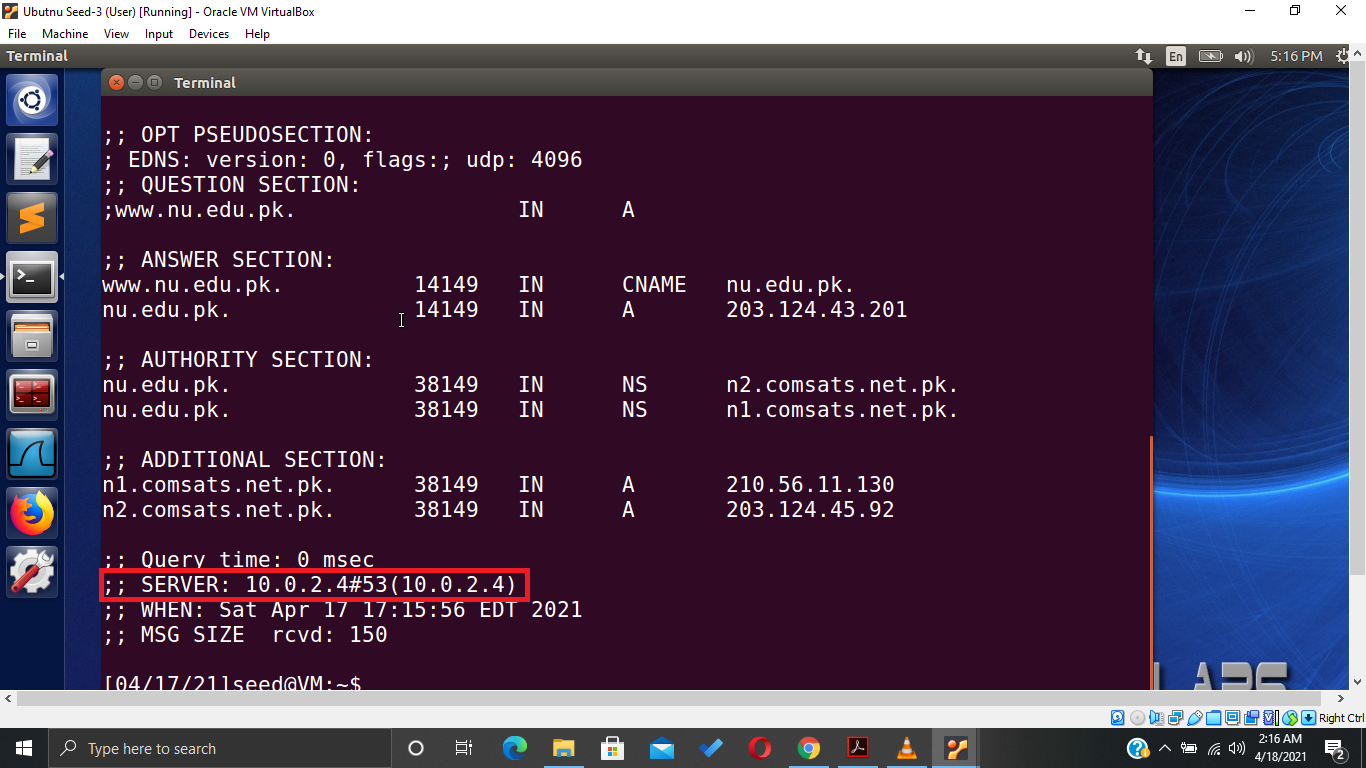 Ubutnu Seed-3 (User) [Running] - Oracle VM VirtualBox
File Machine View Input Devices Help
Terminal En 5:16 PM
Terminal
;; OPT PSEUDOSECTION:
; EDNS: version: 0, flags:; udp: 4096
;; QUESTION SECTION:
;www.nu.edu.pk. IN A
;; ANSWER SECTION:
www.nu.edu.pk. 14149 IN CNAME nu.edu.pk.
nu.edu.pk. 14149 IN A 203.124.43.201
;; AUTHORITY SECTION:
nu.edu.pk. 38149 IN NS n2.comsats.net.pk.
nu.edu.pk. 38149 IN NS n1.comsats.net.pk.
;; ADDITIONAL SECTION:
n1.comsats.net.pk. 38149 IN A 210.56.11.130
n2.comsats.net.pk. 38149 IN A 203.124.45.92
;; Query time: 0 msec
;; SERVER: 10.0.2.4#53(10.0.2.4)
;; WHEN: Sat Apr 17 17:15:56 EDT 2021
;; MSG SIZE rcvd: 150
[04/17/21]seed@VM:~$
Right Ctrl
Type here to search
2:16 AM
4/18/2021
2